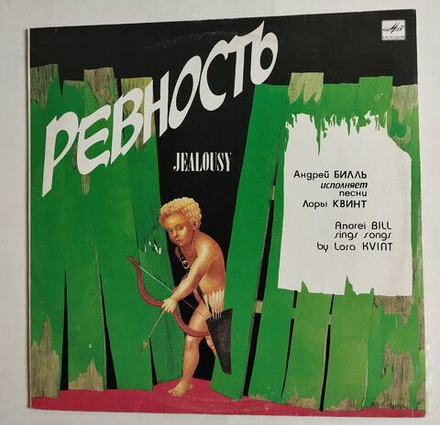 РЕВНОСТЬ
JEALOUSY
Андрей БИЛЛЬ
исполняет
песни
Лоры КВИНТ
Andrei BILL
sings songs
by Lora KVINT